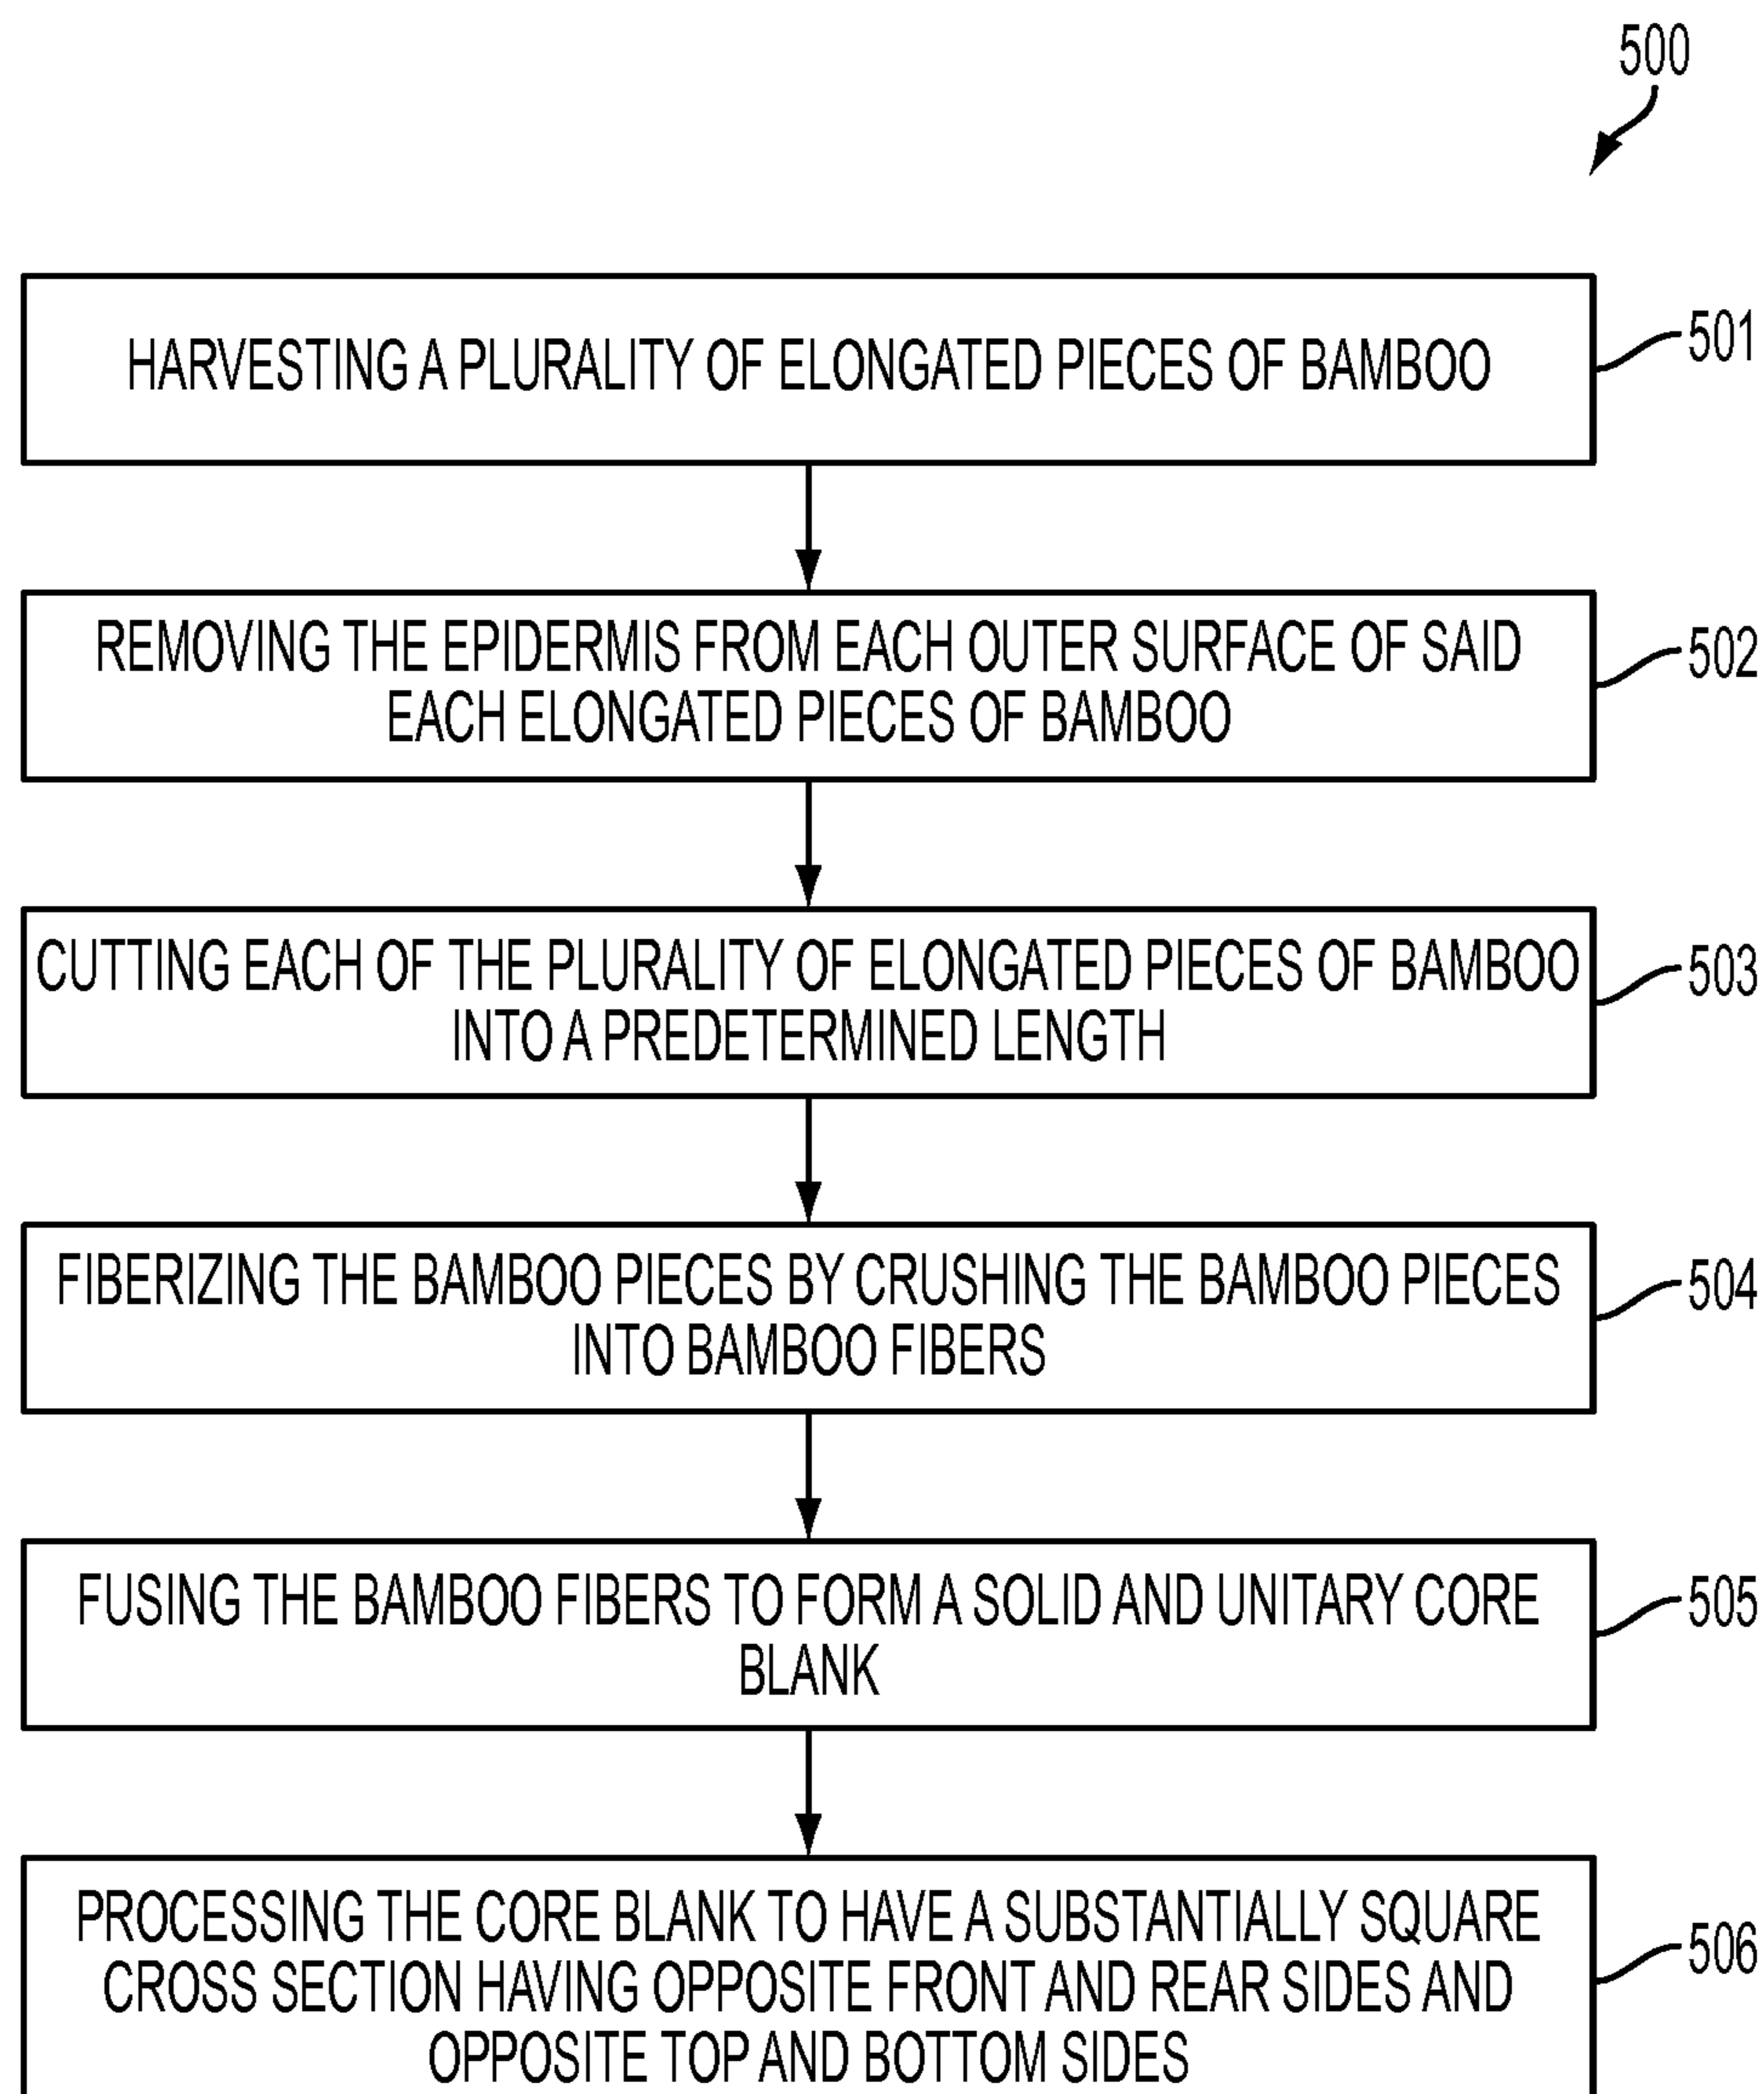 500
HARVESTING A PLURALITY OF ELONGATED PIECES OF BAMBOO
501
REMOVING THE EPIDERMIS FROM EACH OUTER SURFACE OF SAID
EACH ELONGATED PIECES OF BAMBOO
502
CUTTING EACH OF THE PLURALITY OF ELONGATED PIECES OF BAMBOO
INTO A PREDETERMINED LENGTH
503
FIBERIZING THE BAMBOO PIECES BY CRUSHING THE BAMBOO PIECES
INTO BAMBOO FIBERS
504
FUSING THE BAMBOO FIBERS TO FORM A SOLID AND UNITARY CORE
BLANK
505
PROCESSING THE CORE BLANK TO HAVE A SUBSTANTIALLY SQUARE
CROSS SECTION HAVING OPPOSITE FRONT AND REAR SIDES AND
OPPOSITE TOP AND BOTTOM SIDES
506